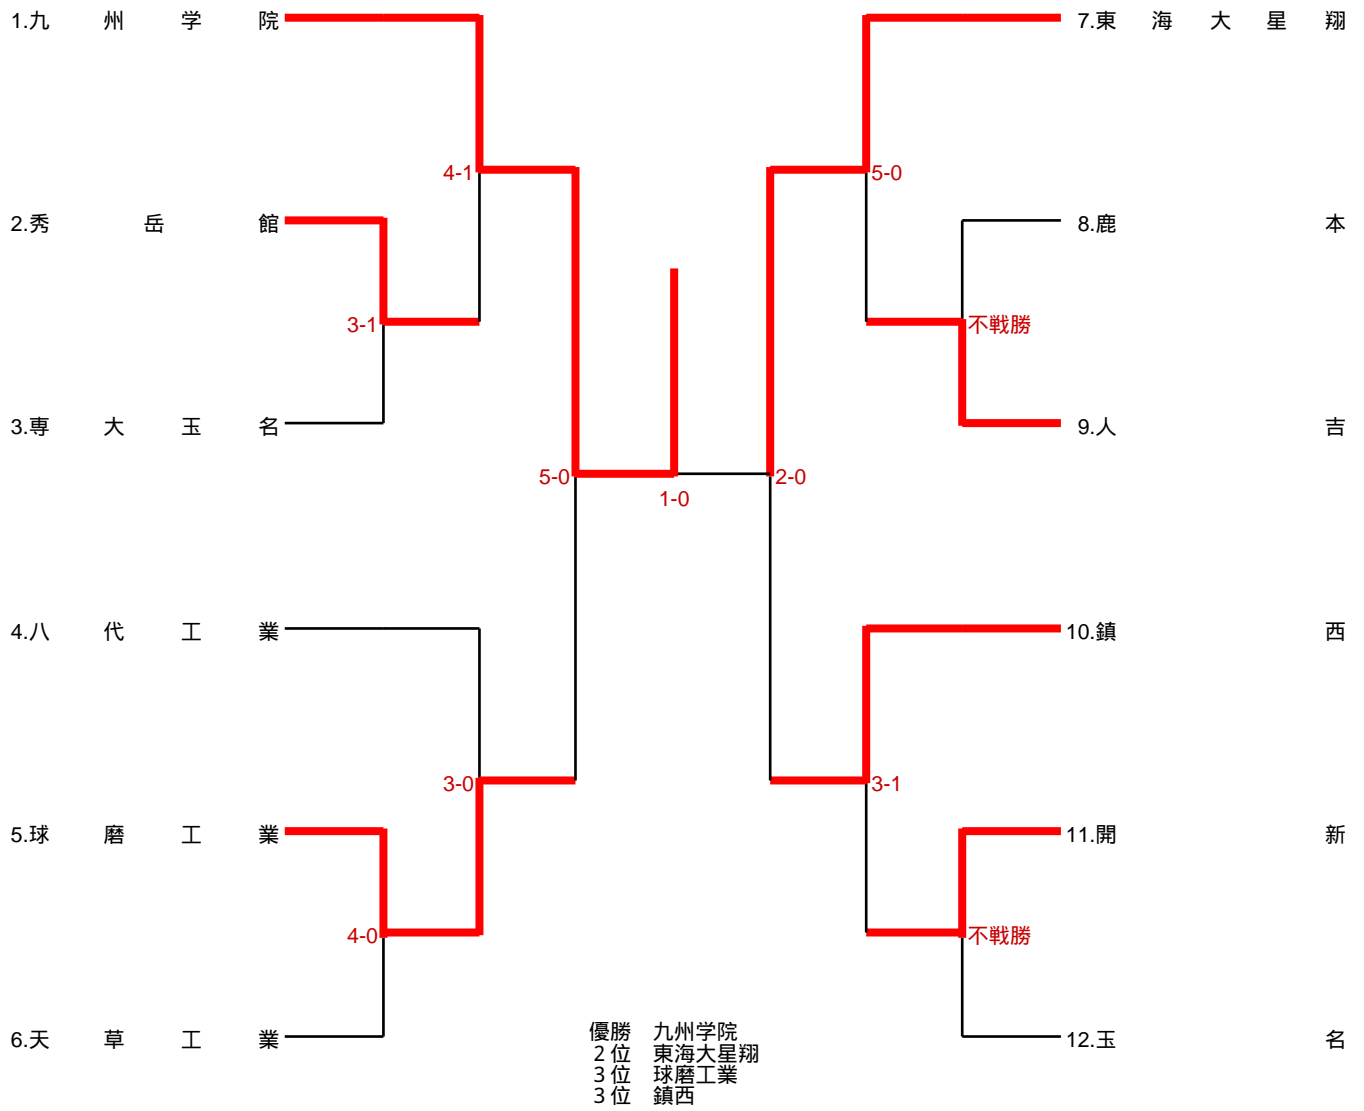 1.九州学院
7.東海大星翔
4-1
5-0
2.秀岳館
8.鹿本
3-1
不戦勝
3.専大玉名
9.人吉
5-0
2-0
1-0
4.八代工業
10.鎮西
3-0
3-1
5.球磨工業
11.開新
4-0
不戦勝
6.天草工業
12.玉名
優勝 九州学院
2位 東海大星翔
3位 球磨工業
3位 鎮西